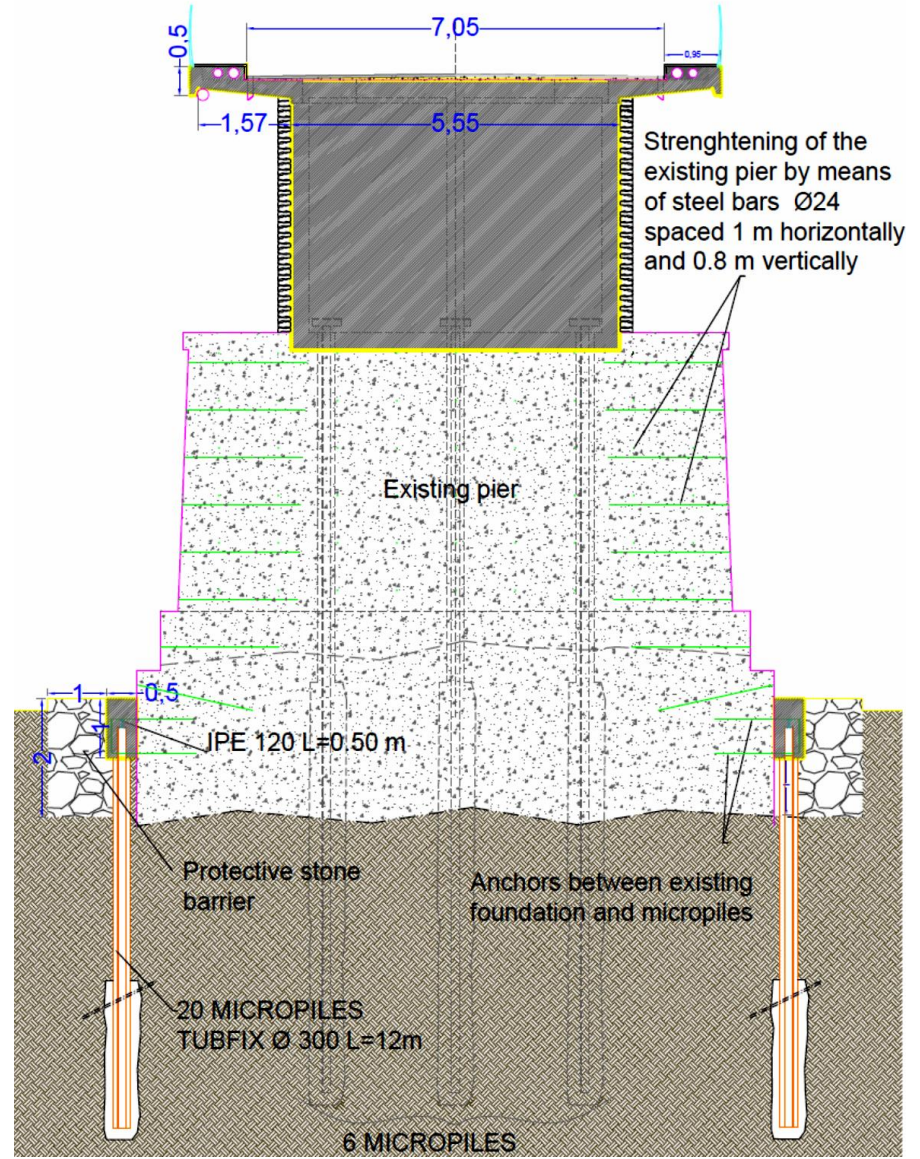 7,05
0,5
0,95
1,57
5,55
Strenghtening of the
existing pier by means
of steel bars Ø24
spaced 1 m horizontally
and 0.8 m vertically
Existing pier
1
0,5
1
2
IPE 120 L=0.50 m
1
Protective stone
barrier
Anchors between existing
foundation and micropiles
20 MICROPILES
TUBFIX Ø 300 L=12m
6 MICROPILES